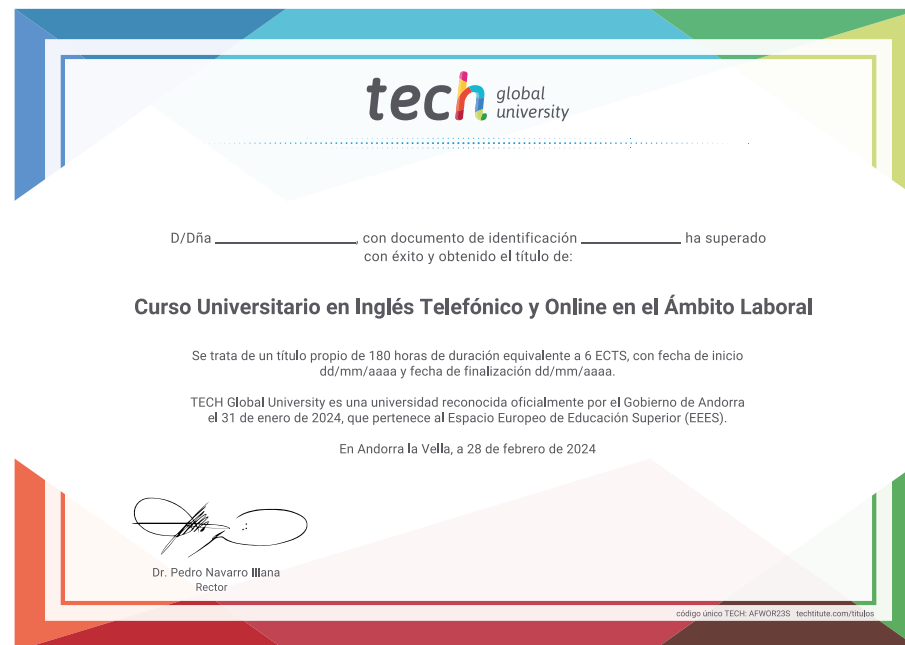 tech global
university
D/Dña ____________________, con documento de identificación ______________ ha superado
con éxito y obtenido el título de:
Curso Universitario en Inglés Telefónico y Online en el Ámbito Laboral
Se trata de un título propio de 180 horas de duración equivalente a 6 ECTS, con fecha de inicio
dd/mm/aaaa y fecha de finalización dd/mm/aaaa.
TECH Global University es una universidad reconocida oficialmente por el Gobierno de Andorra
el 31 de enero de 2024, que pertenece al Espacio Europeo de Educación Superior (EEES).
En Andorra la Vella, a 28 de febrero de 2024
Dr. Pedro Navarro Illana
Rector
código único TECH: AFWOR23S techtitute.com/titulos